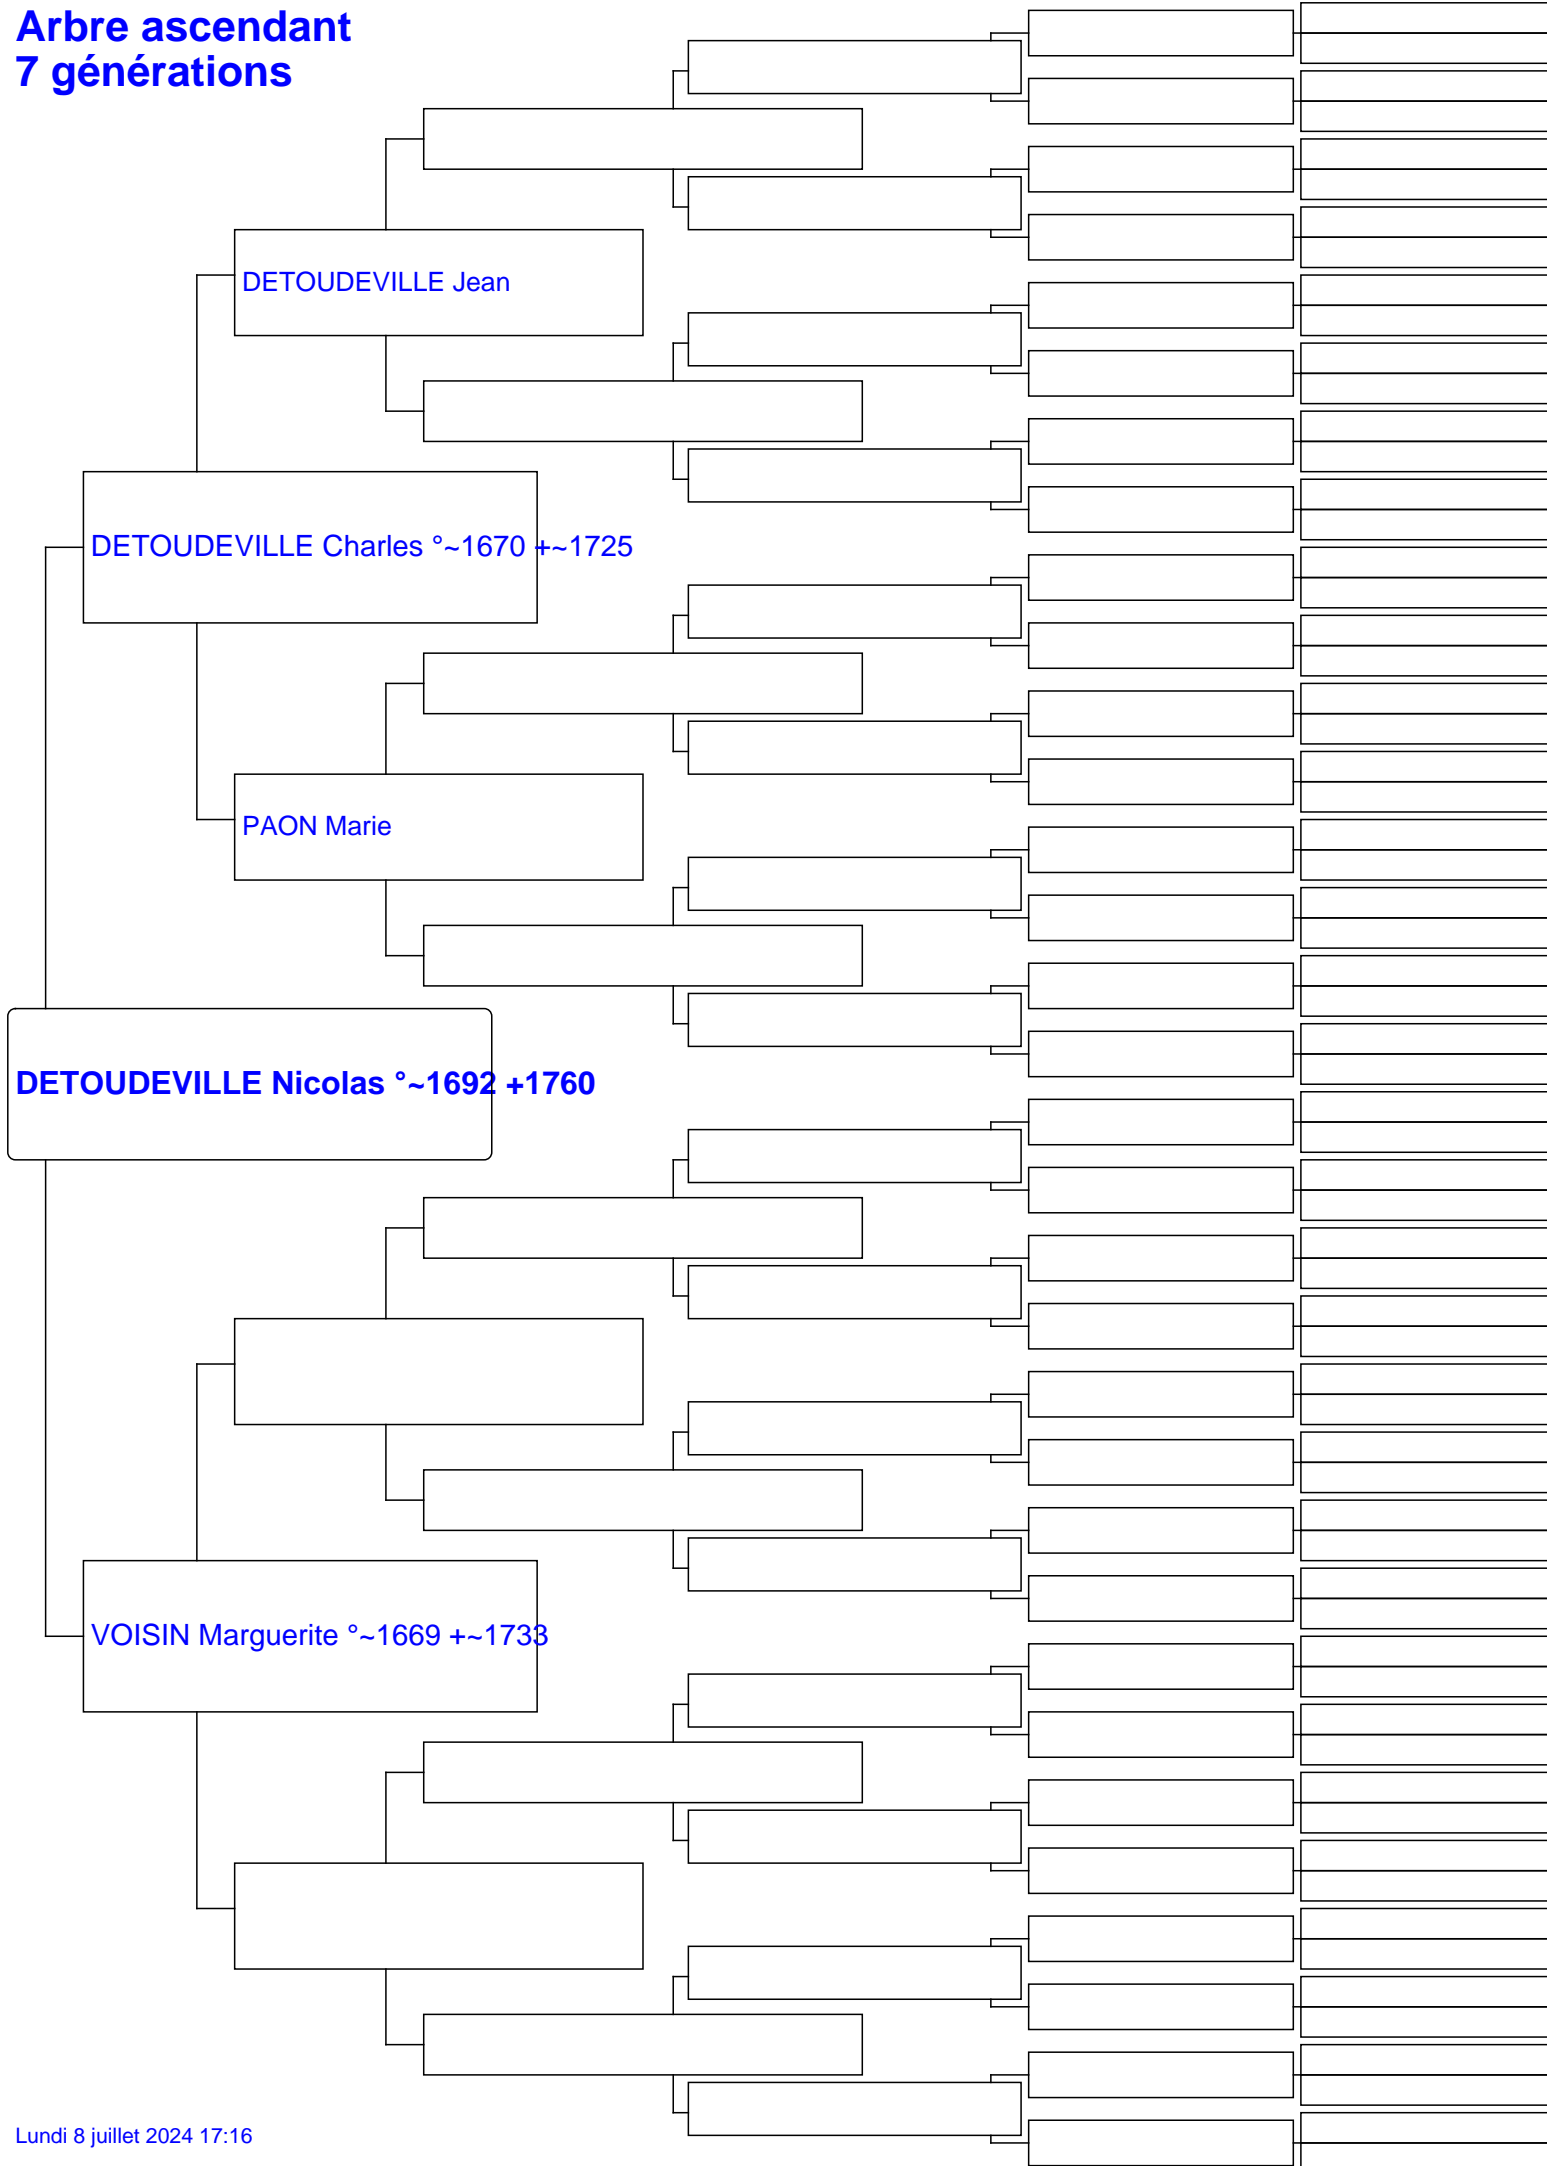 Arbre ascendant
7 générations
DETOUDEVILLE Jean
DETOUDEVILLE Charles °~1670 +~1725
PAON Marie
DETOUDEVILLE Nicolas °~1692 +1760
VOISIN Marguerite °~1669 +~1733
Lundi 8 juillet 2024 17:16